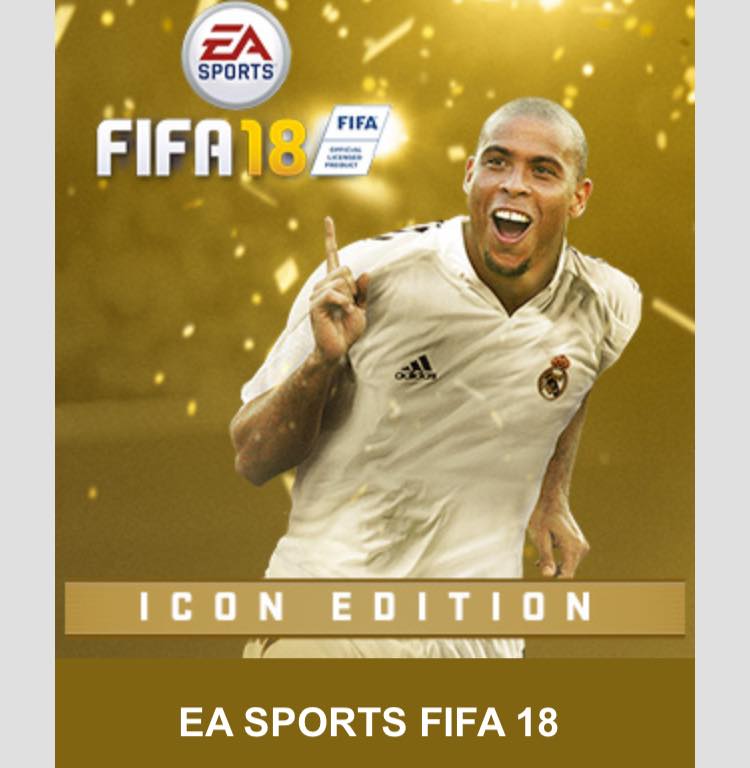 EA
SPORTS
FIFA 18
FIFA
OFFICIAL
LICENSED
PRODUCT
adidas
ICON EDITION
EA SPORTS FIFA 18